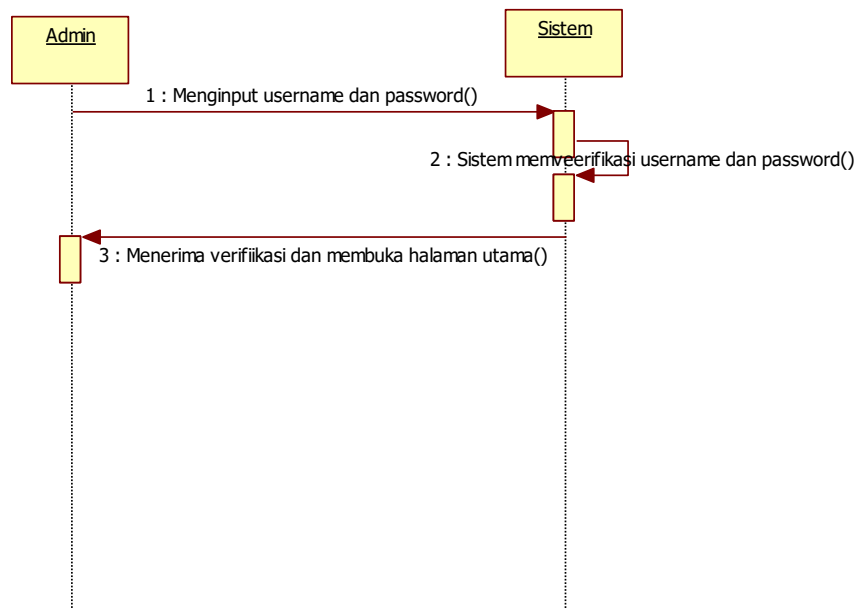 Admin
Sistem
1 : Menginput username dan password()
2 : Sistem memveerifikasi username dan password()
3 : Menerima verifiikasi dan membuka halaman utama()